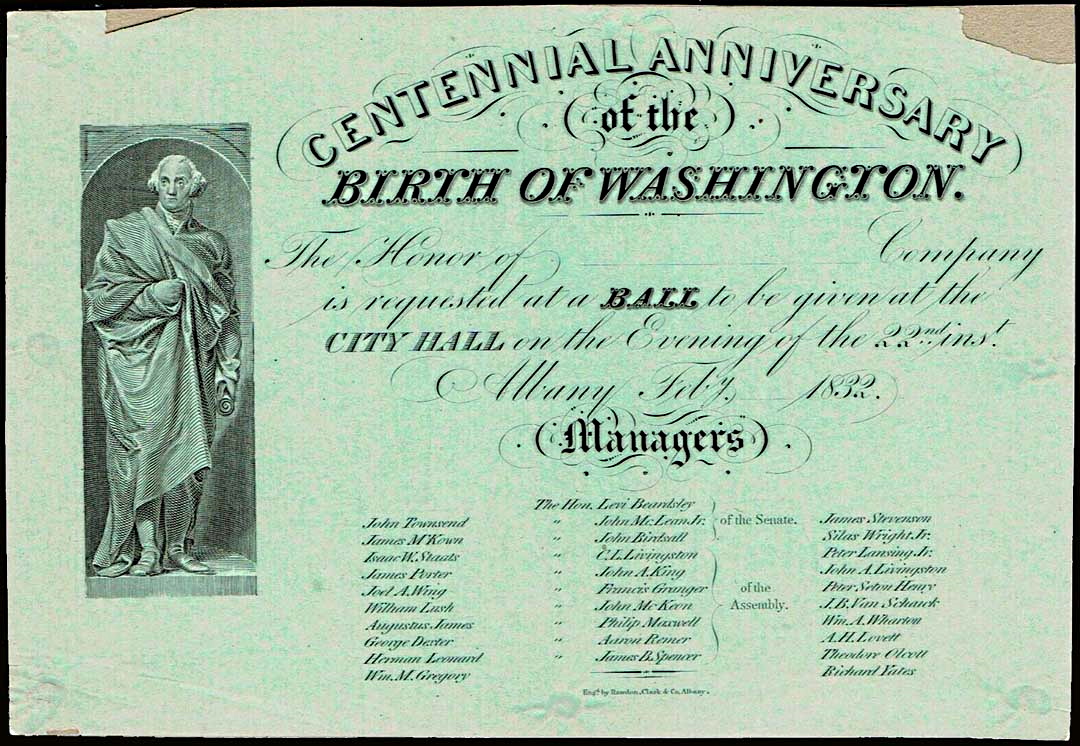 CENTENNIAL ANNIVERSARY
of the
BIRTH OF WASHINGTON.
The Honor of Company
is requested at a BALL to be given at the
CITY HALL on the Evening of the 22nd inst.
Albany Feby. 1832.
Managers
John Townsend
James McKown
Isaac W. Staats
James Porter
Joel A. Wing
William Lush
Augustus James
George Dexter
Herman Leonard
Wm. M. Gregory
The Hon. Levi Beardsley
" John McLean Jr.
" John Birdsall
of the Senate.
" C. L. Livingston
" John A. King
" Francis Granger
" John McKeon
" Philip Maxwell
" Aaron Remer
" James B. Spencer
of the
Assembly.
James Stevenson
Silas Wright Jr.
Peter Lansing Jr.
John A. Livingston
Peter Seton Henry
J. B. Van Schaick
Wm. A. Wharton
A. H. Lovett
Theodore Olcott
Richard Yates
Engd. by Rawdon, Clark & Co. Albany.